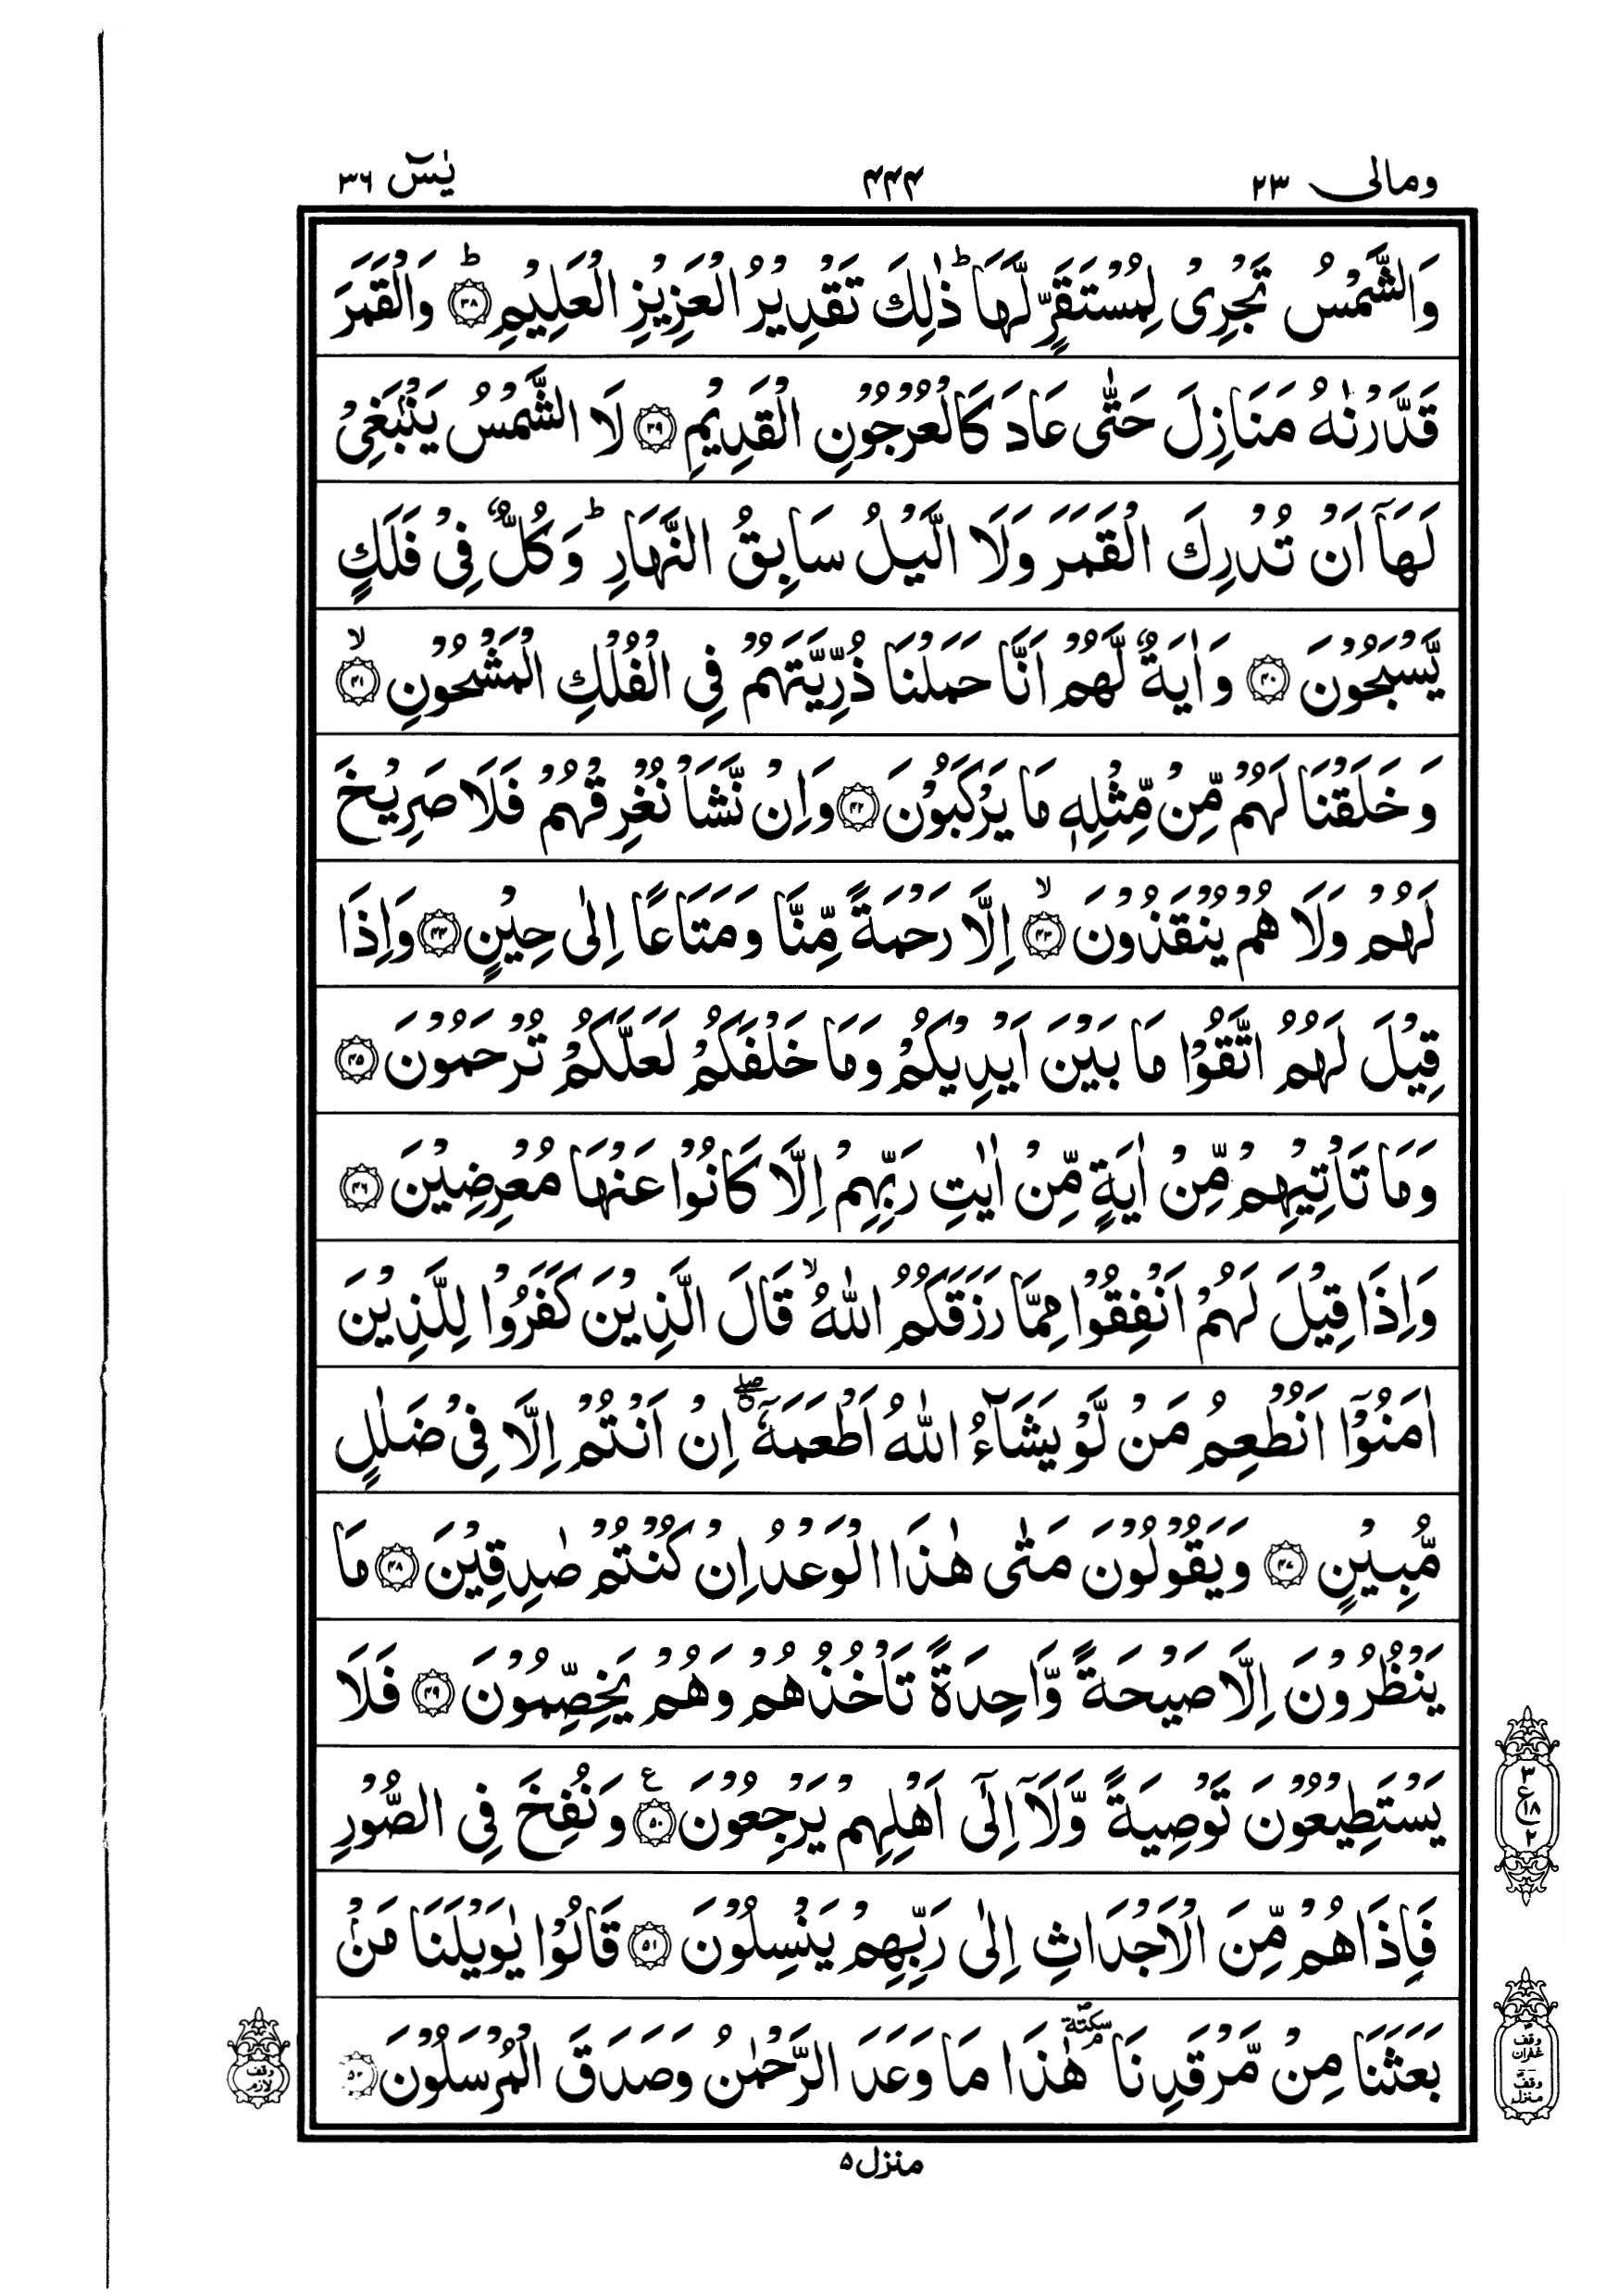 ومالی ٢٣
٤٤٤
یٰسٓ ٣٦
وَالشَّمْسُ تَجْرِیْ لِمُسْتَقَرٍّ لَّهَا ؕ ذٰلِكَ تَقْدِیْرُ الْعَزِیْزِ الْعَلِیْمِ ﴿٣٨﴾ ؕ وَالْقَمَرَ
قَدَّرْنٰهُ مَنَازِلَ حَتّٰی عَادَ كَالْعُرْجُوْنِ الْقَدِیْمِ ﴿٣٩﴾ لَا الشَّمْسُ یَنْۢبَغِیْ
لَهَاۤ اَنْ تُدْرِكَ الْقَمَرَ وَلَا الَّیْلُ سَابِقُ النَّهَارِ ؕ وَكُلٌّ فِیْ فَلَكٍ
یَّسْبَحُوْنَ ﴿٤٠﴾ وَاٰیَةٌ لَّهُمْ اَنَّا حَمَلْنَا ذُرِّیَّتَهُمْ فِی الْفُلْكِ الْمَشْحُوْنِ ﴿٤١﴾ ۙ
وَخَلَقْنَا لَهُمْ مِّنْ مِّثْلِهٖ مَا یَرْكَبُوْنَ ﴿٤٢﴾ وَاِنْ نَّشَاْ نُغْرِقْهُمْ فَلَا صَرِیْخَ
لَهُمْ وَلَا هُمْ یُنْقَذُوْنَ ﴿٤٣﴾ ۙ اِلَّا رَحْمَةً مِّنَّا وَمَتَاعًا اِلٰی حِیْنٍ ﴿٤٤﴾ وَاِذَا
قِیْلَ لَهُمُ اتَّقُوْا مَا بَیْنَ اَیْدِیْكُمْ وَمَا خَلْفَكُمْ لَعَلَّكُمْ تُرْحَمُوْنَ ﴿٤٥﴾
وَمَا تَاْتِیْهِمْ مِّنْ اٰیَةٍ مِّنْ اٰیٰتِ رَبِّهِمْ اِلَّا كَانُوْا عَنْهَا مُعْرِضِیْنَ ﴿٤٦﴾
وَاِذَا قِیْلَ لَهُمْ اَنْفِقُوْا مِمَّا رَزَقَكُمُ اللّٰهُ ۙ قَالَ الَّذِیْنَ كَفَرُوْا لِلَّذِیْنَ
اٰمَنُوْۤا اَنُطْعِمُ مَنْ لَّوْ یَشَآءُ اللّٰهُ اَطْعَمَهٗۤ ۖ اِنْ اَنْتُمْ اِلَّا فِیْ ضَلٰلٍ
مُّبِیْنٍ ﴿٤٧﴾ وَیَقُوْلُوْنَ مَتٰی هٰذَا الْوَعْدُ اِنْ كُنْتُمْ صٰدِقِیْنَ ﴿٤٨﴾ مَا
یَنْظُرُوْنَ اِلَّا صَیْحَةً وَّاحِدَةً تَاْخُذُهُمْ وَهُمْ یَخِصِّمُوْنَ ﴿٤٩﴾ فَلَا
یَسْتَطِیْعُوْنَ تَوْصِیَةً وَّلَاۤ اِلٰۤی اَهْلِهِمْ یَرْجِعُوْنَ ﴿٥٠﴾ ع وَنُفِخَ فِی الصُّوْرِ
٣
ع ١٨
٢
فَاِذَا هُمْ مِّنَ الْاَجْدَاثِ اِلٰی رَبِّهِمْ یَنْسِلُوْنَ ﴿٥١﴾ قَالُوْا یٰوَیْلَنَا مَنْۢ
بَعَثَنَا مِنْ مَّرْقَدِنَا سكتة م هٰذَا مَا وَعَدَ الرَّحْمٰنُ وَصَدَقَ الْمُرْسَلُوْنَ ﴿٥٢﴾
وقف
غفران
وقف
منزل
وقف
لازم
منزل ٥